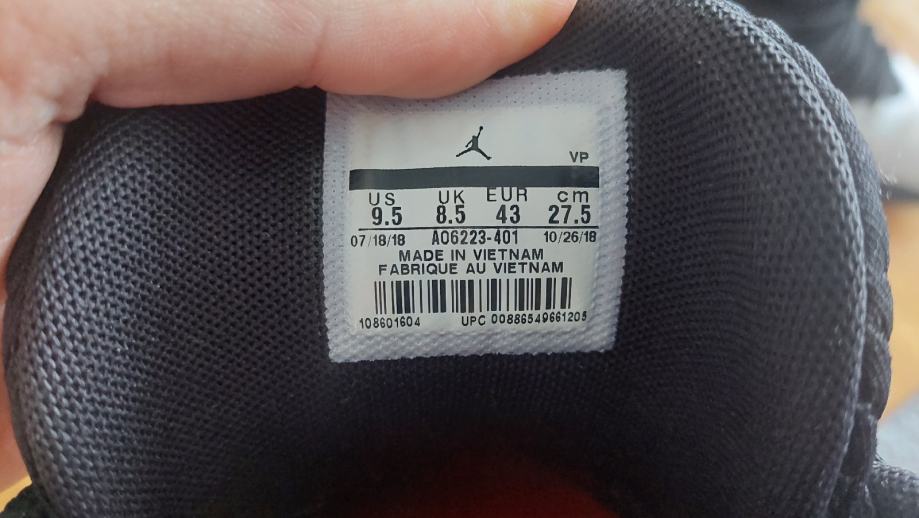 VP
US UK EUR cm
9.5 8.5 43 27.5
07/18/18 AO6223-401 10/26/18
MADE IN VIETNAM
FABRIQUE AU VIETNAM
108601604 UPC 00886549661205